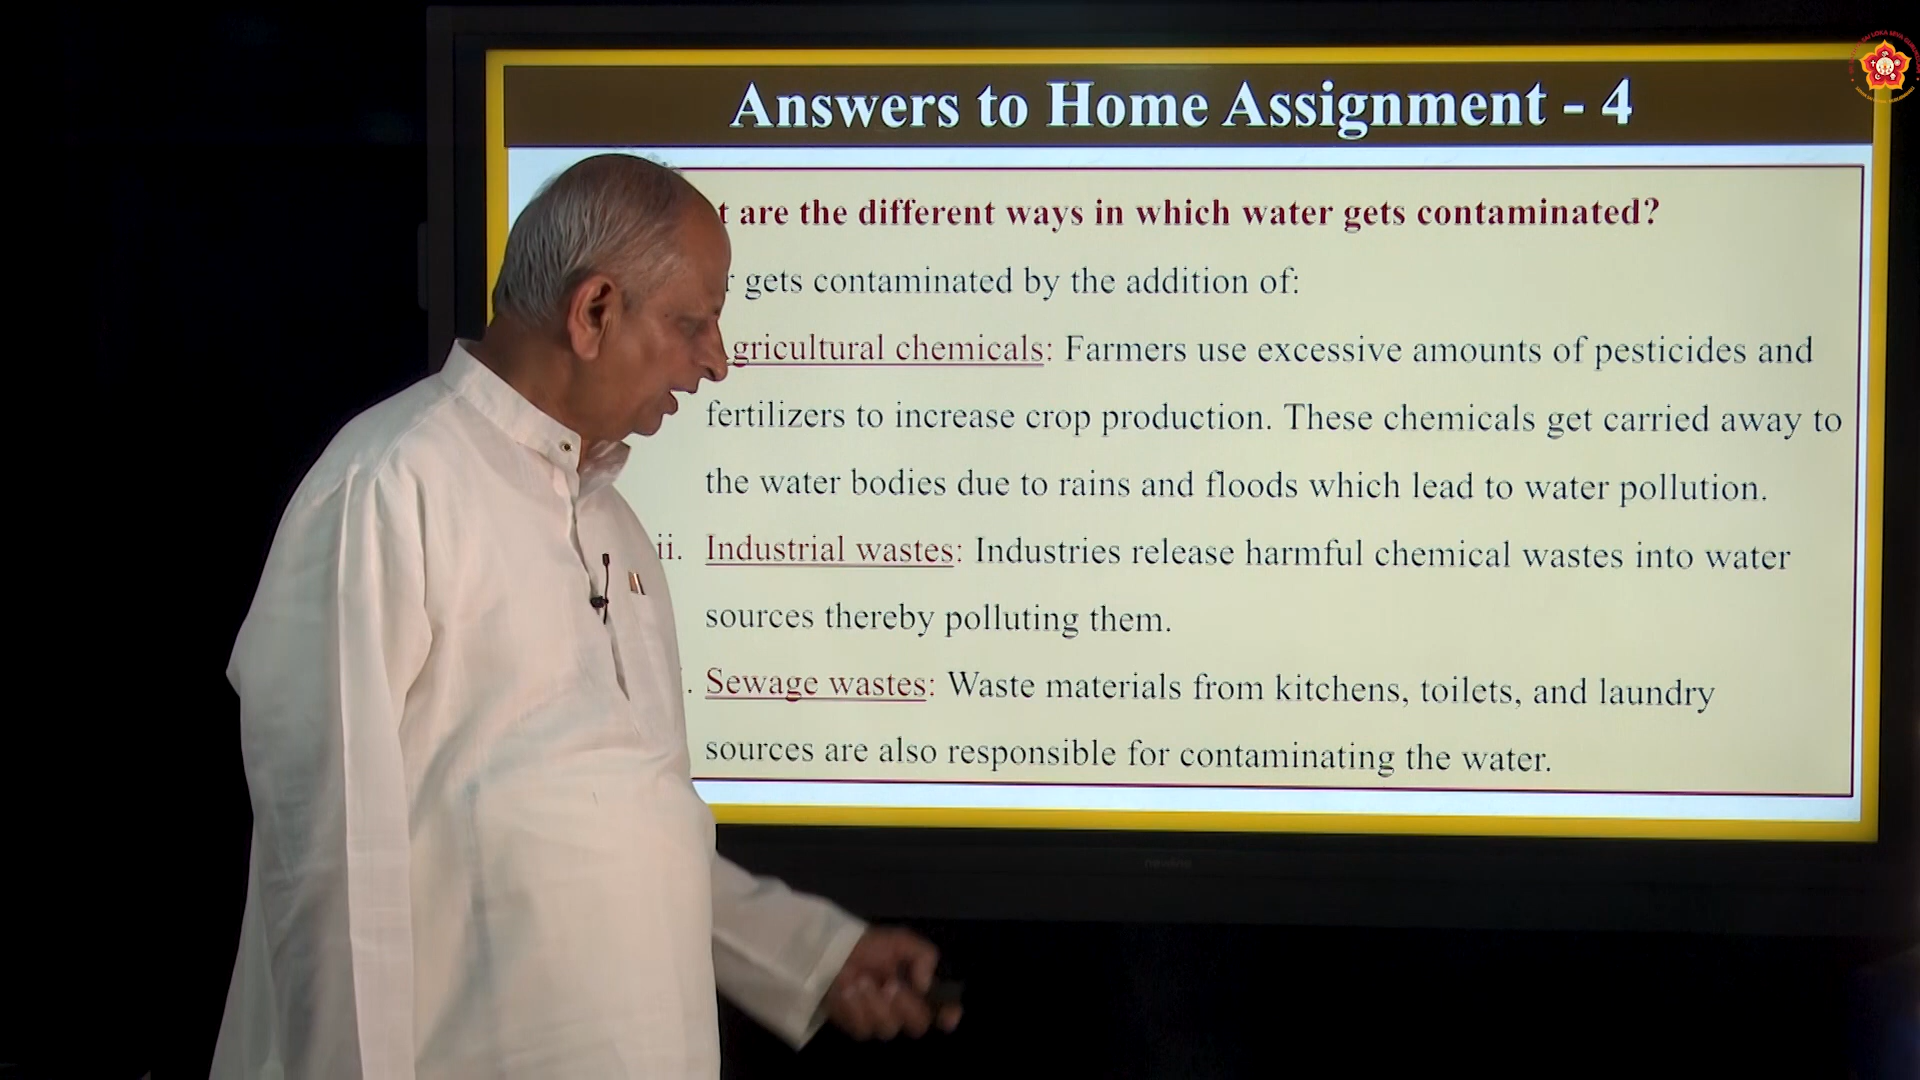 Answers to Home Assignment - 4
are the different ways in which water gets contaminated?
gets contaminated by the addition of:
gricultural chemicals: Farmers use excessive amounts of pesticides and
fertilizers to increase crop production. These chemicals get carried away to
the water bodies due to rains and floods which lead to water pollution.
ii. Industrial wastes: Industries release harmful chemical wastes into water
sources thereby polluting them.
Sewage wastes: Waste materials from kitchens, toilets, and laundry
sources are also responsible for contaminating the water.